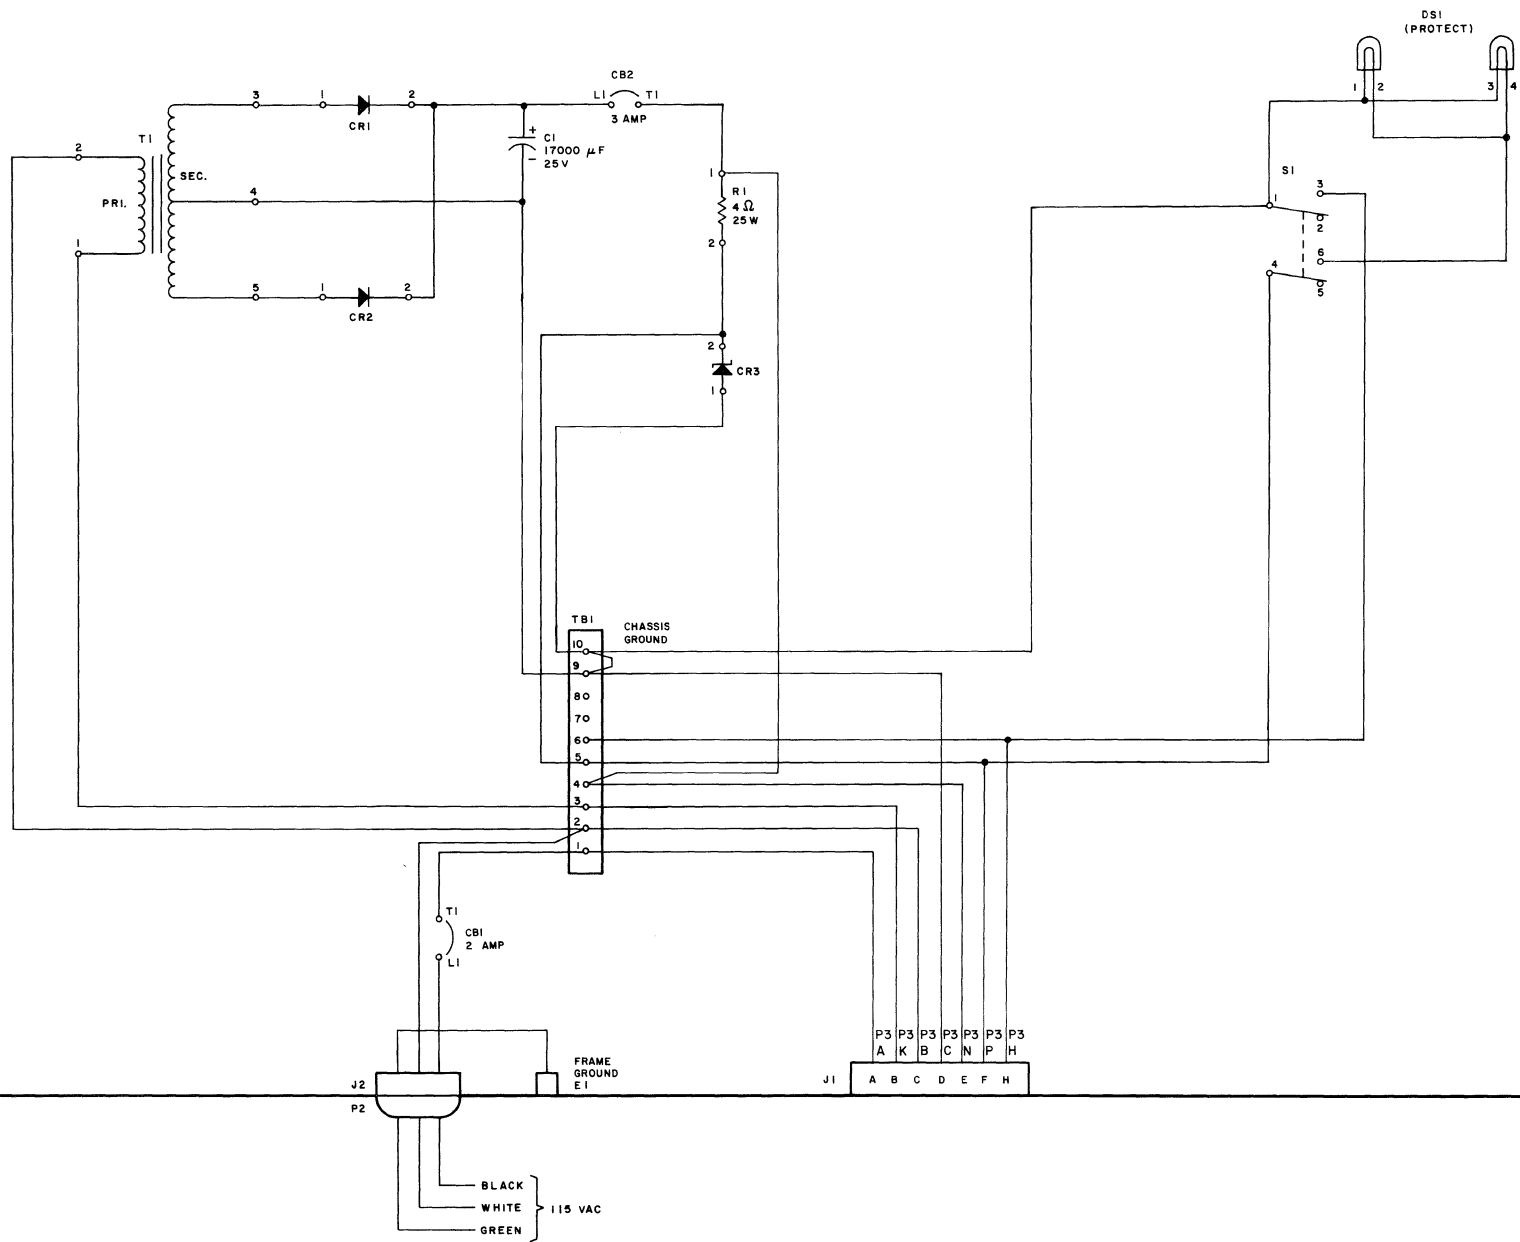 DS1
(PROTECT)
1 2 3 4
CB2
L1 T1
3 AMP
3 1 2
CR1
+
C1
17000 µF
25V
−
T1
2
SEC.
PRI.
4
1
1
R1
4 Ω
25W
2
S1
3
1
2
6
4
5
5 1 2
CR2
2
CR3
1
TB1
CHASSIS
GROUND
10
9
8
7
6
5
4
3
2
1
T1
CB1
2 AMP
L1
P3 P3 P3 P3 P3 P3 P3
A K B C N P H
FRAME
GROUND
E1
J2
J1 A B C D E F H
P2
BLACK
WHITE 115 VAC
GREEN